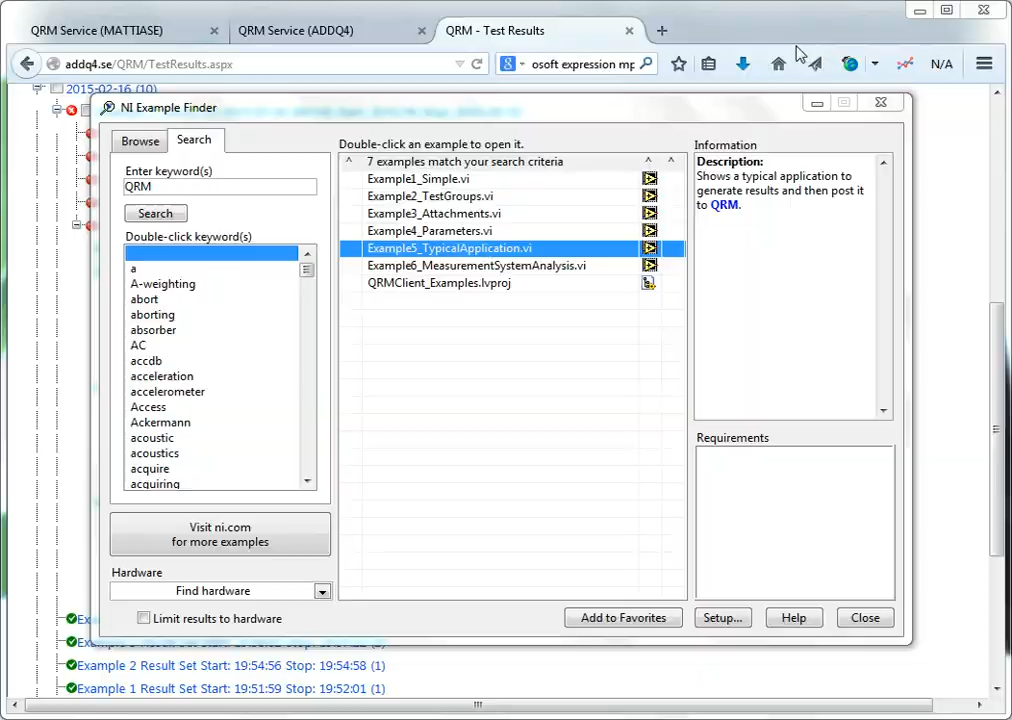 QRM Service (MATTIASE)
QRM Service (ADDQ4)
QRM - Test Results
addq4.se/QRM/TestResults.aspx
osoft expression mp
N/A
2015-02-16 (10)
NI Example Finder
Browse
Search
Enter keyword(s)
QRM
Search
Double-click keyword(s)
a
A-weighting
abort
aborting
absorber
AC
accdb
acceleration
accelerometer
Access
Ackermann
acoustic
acoustics
acquire
acquiring
Visit ni.com
for more examples
Hardware
Find hardware
Limit results to hardware
Double-click an example to open it.
7 examples match your search criteria
Example1_Simple.vi
Example2_TestGroups.vi
Example3_Attachments.vi
Example4_Parameters.vi
Example5_TypicalApplication.vi
Example6_MeasurementSystemAnalysis.vi
QRMClient_Examples.lvproj
Information
Description:
Shows a typical application to
generate results and then post it
to QRM.
Requirements
Add to Favorites
Setup...
Help
Close
Example 2 Result Set Start: 19:54:56 Stop: 19:54:58 (1)
Example 1 Result Set Start: 19:51:59 Stop: 19:52:01 (1)